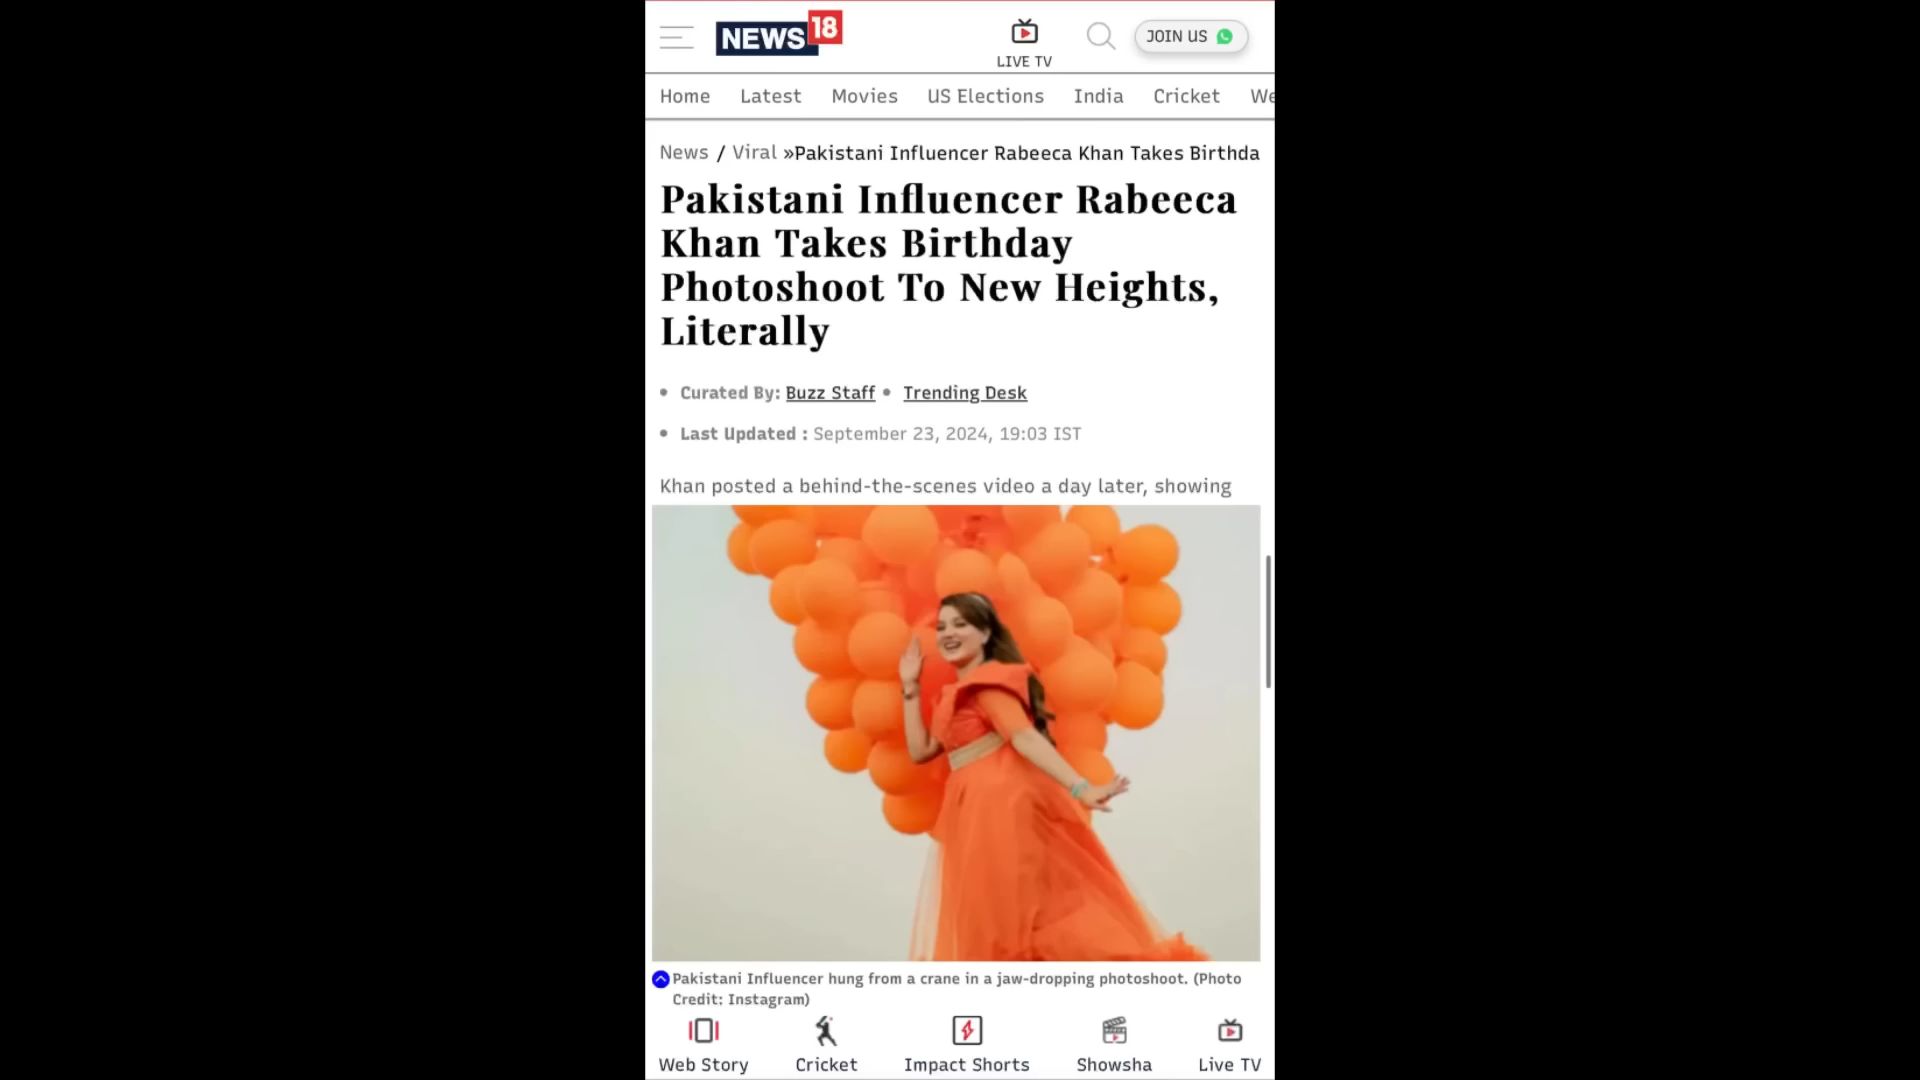 NEWS 18
LIVE TV
JOIN US
Home Latest Movies US Elections India Cricket We
News / Viral »Pakistani Influencer Rabeeca Khan Takes Birthda
Pakistani Influencer Rabeeca
Khan Takes Birthday
Photoshoot To New Heights,
Literally
• Curated By: Buzz Staff • Trending Desk
• Last Updated : September 23, 2024, 19:03 IST
Khan posted a behind-the-scenes video a day later, showing
Pakistani Influencer hung from a crane in a jaw-dropping photoshoot. (Photo
Credit: Instagram)
Web Story Cricket Impact Shorts Showsha Live TV